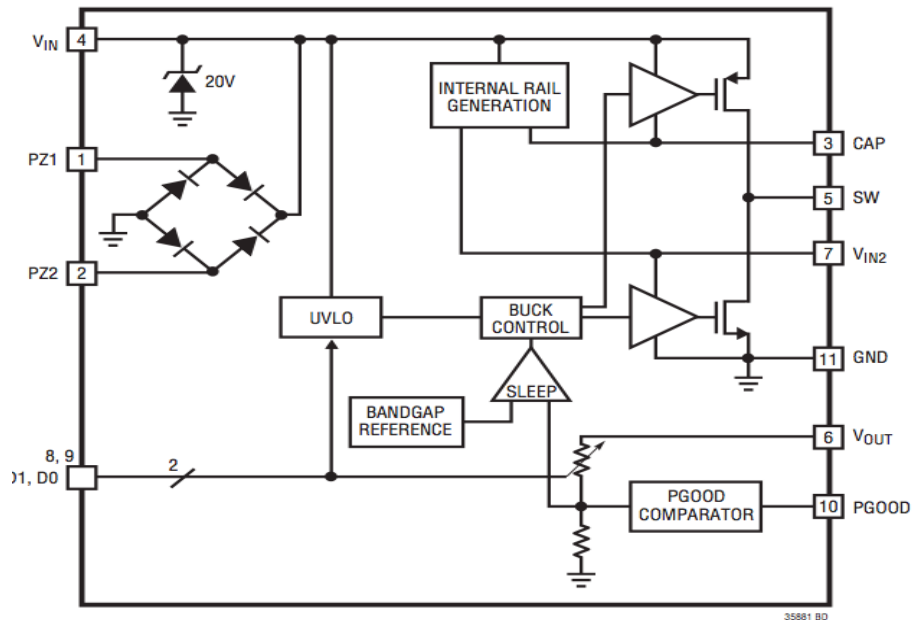 VIN 4
20V
INTERNAL RAIL
GENERATION
3 CAP
PZ1 1
5 SW
7 VIN2
PZ2 2
UVLO
BUCK
CONTROL
11 GND
SLEEP
BANDGAP
REFERENCE
6 VOUT
8, 9
D1, D0
2
PGOOD
COMPARATOR
10 PGOOD
35881 BD